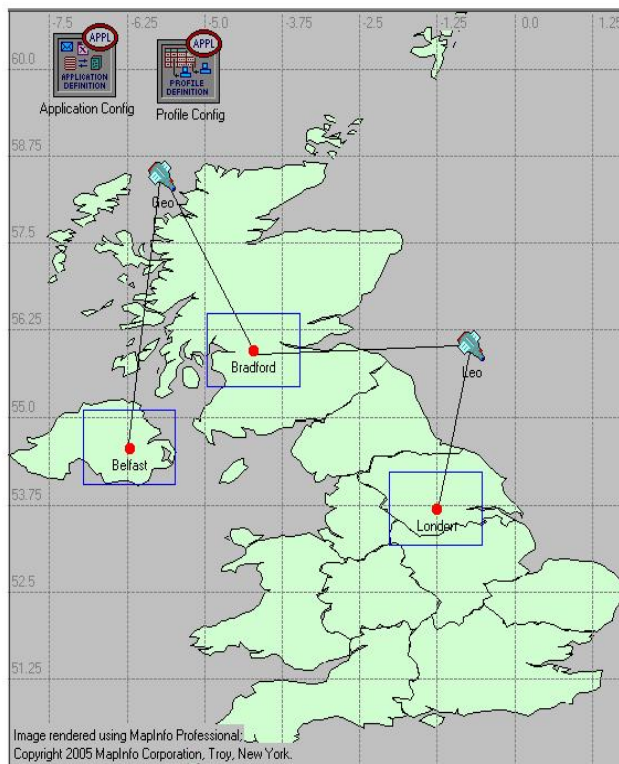 -7.5 -6.25 -5.0 -3.75 -2.5 -1.25 0.0 1.25
60.0
APPL
APPL
APPLICATION
DEFINITION
PROFILE
DEFINITION
Application Config
Profile Config
58.75
Geo
57.5
56.25
Leo
Bradford
55.0
Belfast
53.75
London
52.5
51.25
Image rendered using MapInfo Professional;
Copyright 2005 MapInfo Corporation, Troy, New York.